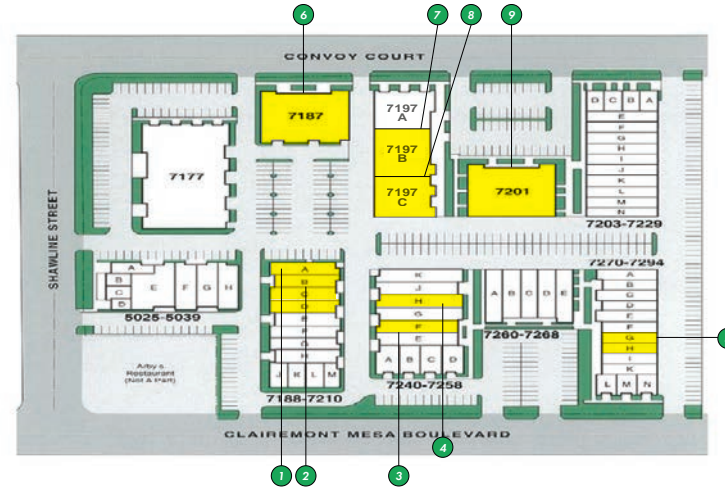 6
7
8
9
CONVOY COURT
7187
7197
A
7197
B
7197
C
7177
7201
D C B A
E
F
G
H
I
J
K
L
M
N
7203-7229
SHAWLINE STREET
7270-7294
A
B
C
D
E F G H
5025-5039
A
B
C
D
E
F
G
H
J K L M
7188-7210
K
J
H
G
F
E
A B C D
7240-7258
A B C D E
7260-7268
A
B
G
D
E
F
G
H
I
K
L M N
Arby's
Restaurant
(Not A Part)
CLAIREMONT MESA BOULEVARD
1
2
3
4